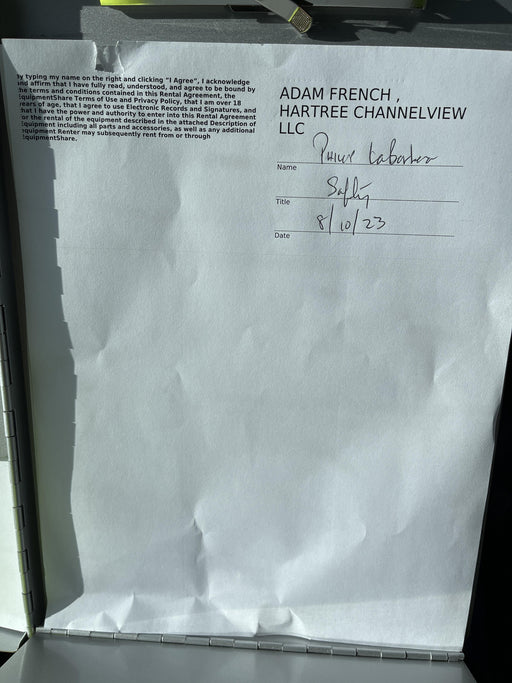 By typing my name on the right and clicking "I Agree", I acknowledge
and affirm that I have fully read, understood, and agree to be bound by
the terms and conditions contained in this Rental Agreement, the
EquipmentShare Terms of Use and Privacy Policy, that I am over 18
years of age, that I agree to use Electronic Records and Signatures, and
that I have the power and authority to enter into this Rental Agreement
for the rental of the equipment described in the attached Description of
Equipment including all parts and accessories, as well as any additional
equipment Renter may subsequently rent from or through
EquipmentShare.
ADAM FRENCH ,
HARTREE CHANNELVIEW
LLC
Name
Safty
Title
8/10/23
Date